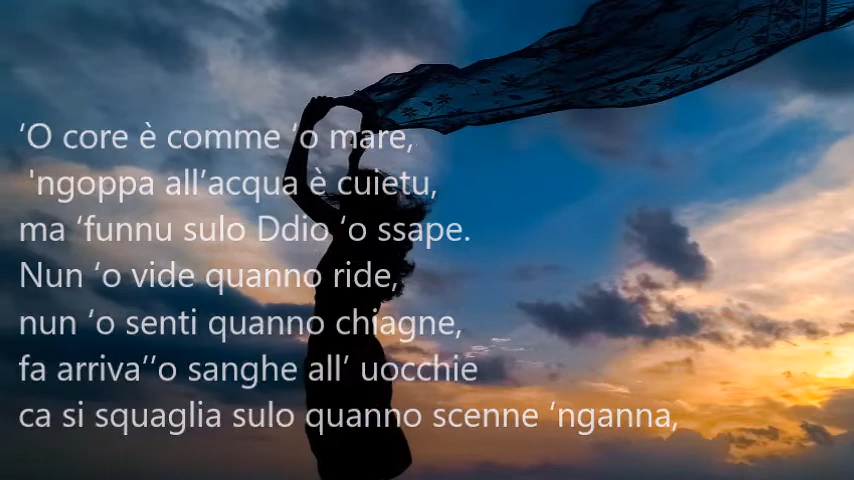 ‘O core è comme ‘o mare,
'ngoppa all’acqua è cuietu,
ma ‘funnu sulo Ddio ‘o ssape.
Nun ‘o vide quanno ride,
nun ‘o senti quanno chiagne,
fa arriva’’o sanghe all’ uocchie
ca si squaglia sulo quanno scenne ‘nganna,